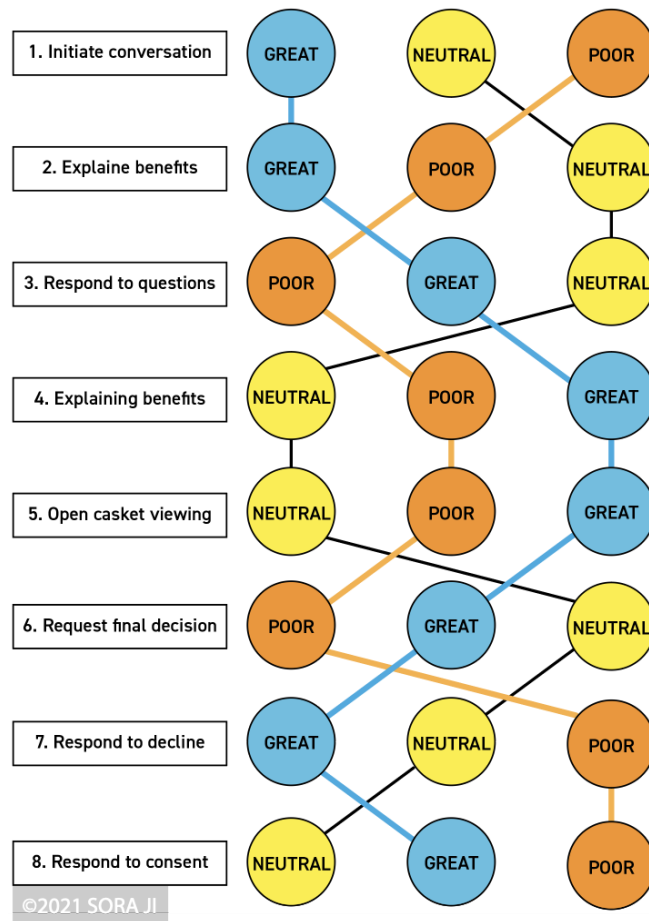 1. Initiate conversation GREAT NEUTRAL POOR
2. Explaine benefits GREAT POOR NEUTRAL
3. Respond to questions POOR GREAT NEUTRAL
4. Explaining benefits NEUTRAL POOR GREAT
5. Open casket viewing NEUTRAL POOR GREAT
6. Request final decision POOR GREAT NEUTRAL
7. Respond to decline GREAT NEUTRAL POOR
8. Respond to consent NEUTRAL GREAT POOR
©2021 SORA JI